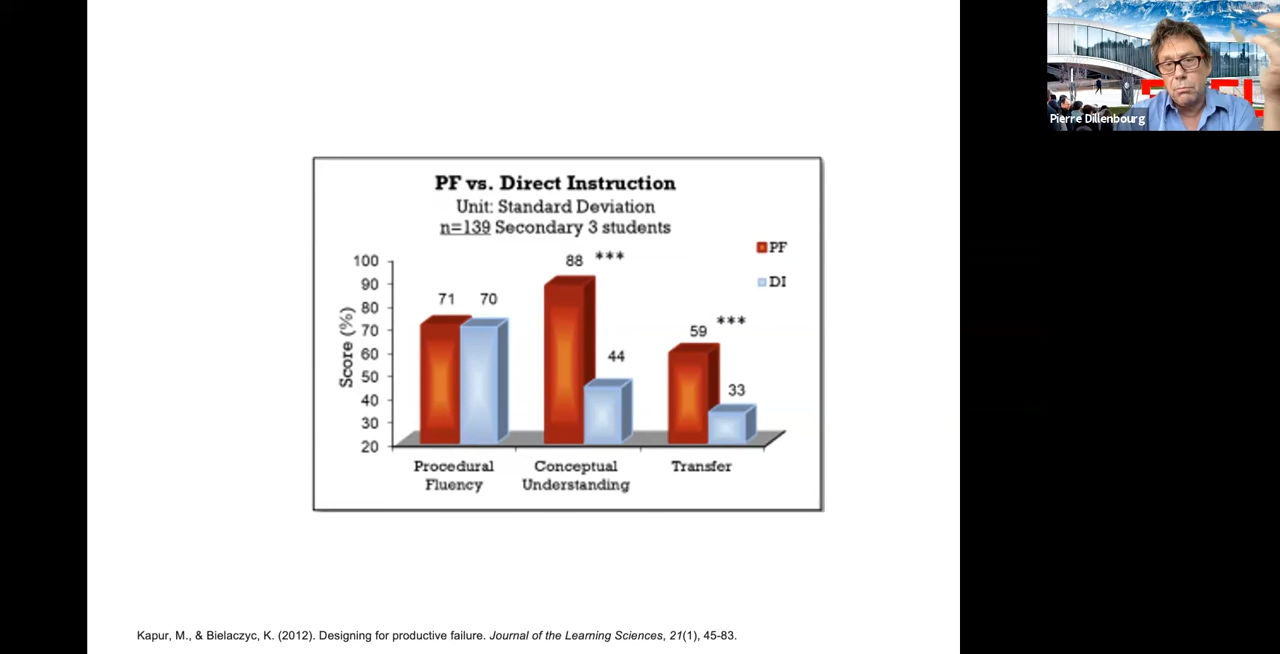 PF vs. Direct Instruction
Unit: Standard Deviation
n=139 Secondary 3 students
PF
DI
Score (%)
100
90
80
70
60
50
40
30
20
71
70
88
***
44
59
***
33
Procedural
Fluency
Conceptual
Understanding
Transfer
Kapur, M., & Bielaczyc, K. (2012). Designing for productive failure. Journal of the Learning Sciences, 21(1), 45-83.
Pierre Dillenbourg